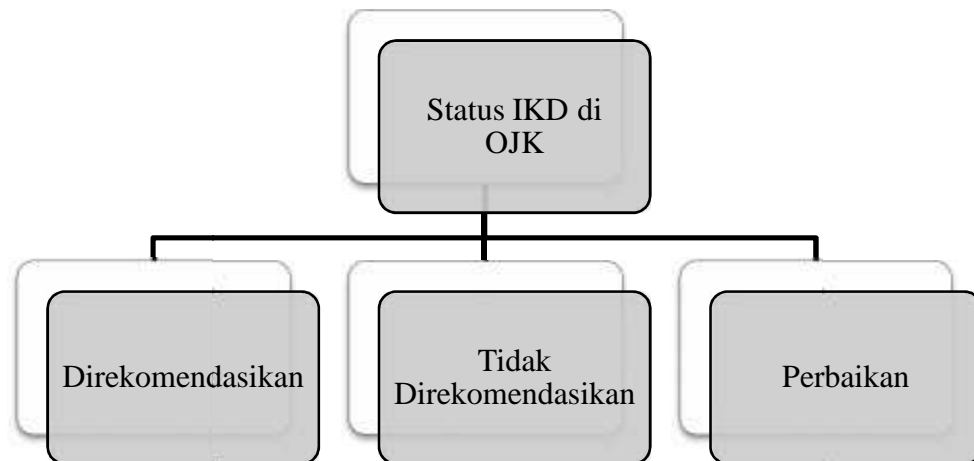 Status IKD di
OJK
Direkomendasikan
Tidak
Direkomendasikan
Perbaikan